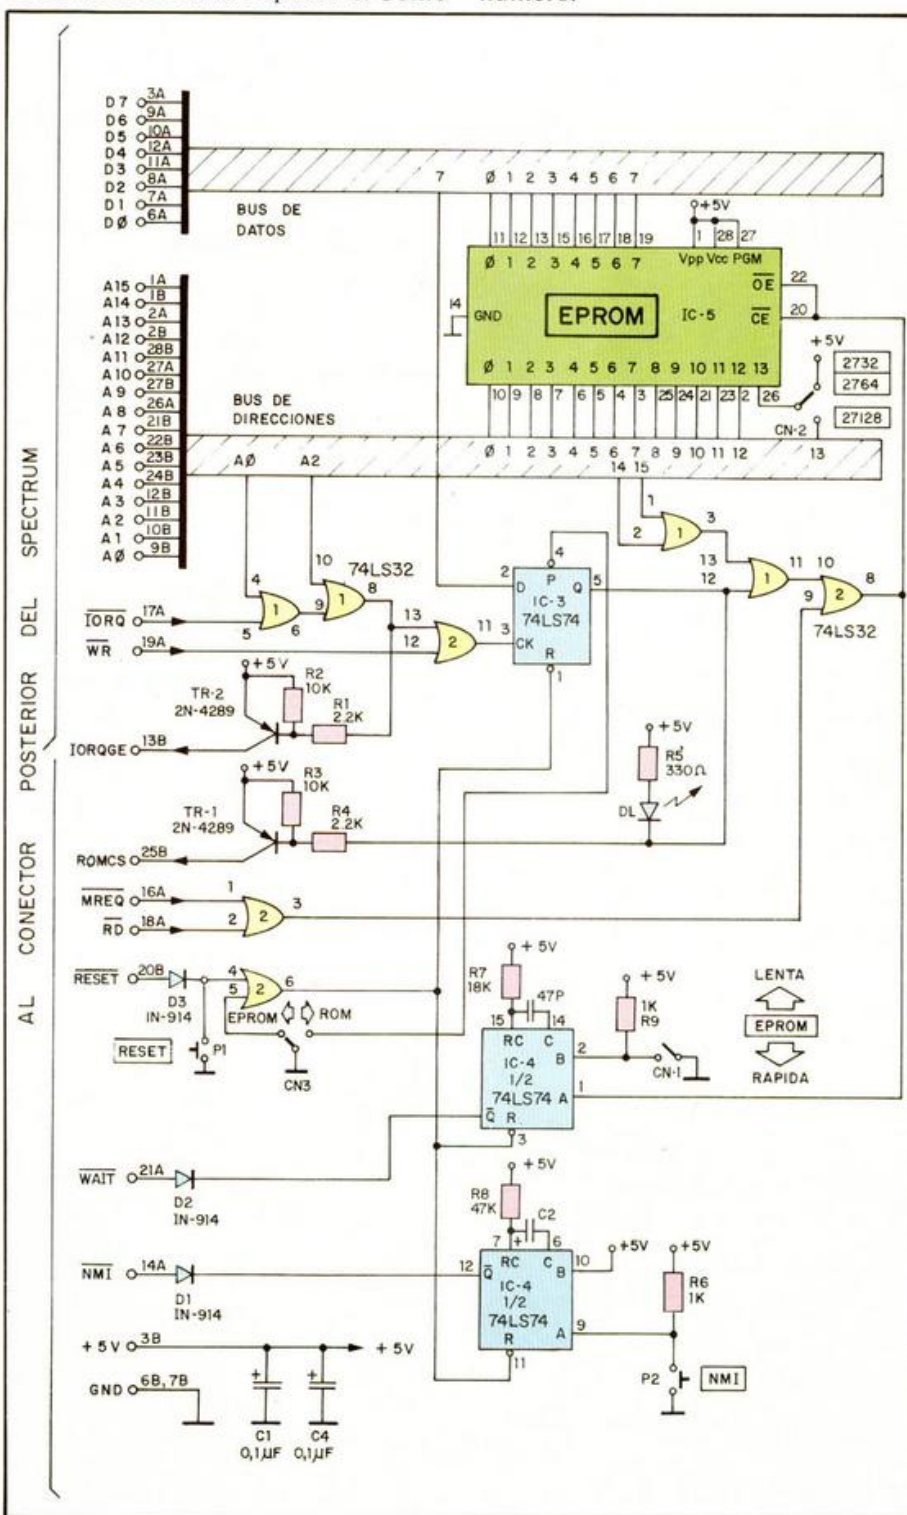 D7 3A
D6 9A
D5 10A
D4 12A
D3 11A
D2 8A
D1 7A
DØ 6A
BUS DE
DATOS
7 Ø 1 2 3 4 5 6 7
+5V
11 12 13 15 16 17 18 19 1 28 27
Ø 1 2 3 4 5 6 7 Vpp Vcc PGM
OE 22
14 GND EPROM IC-5 CE 20
Ø 1 2 3 4 5 6 7 8 9 10 11 12 13
10 9 8 7 6 5 4 3 25 24 21 23 2 26
+5V
2732
2764
27128
CN-2
A15 1A
A14 1B
A13 2A
A12 2B
A11 28B
A10 27A
A9 27B
A8 26A
A7 21B
A6 22B
A5 23B
A4 24B
A3 12B
A2 11B
A1 10B
AØ 9B
BUS DE
DIRECCIONES
AØ A2
Ø 1 2 3 4 5 6 7 8 9 10 11 12 13
14 15
AL CONECTOR POSTERIOR DEL SPECTRUM
1
2 1 3
13
12 1 11 10
9 2 8
74LS32
10
74LS32
4
5 1 6 9 1 8
13
12 2 11 3
4
2 D P Q 5
IC-3
74LS74
CK
R
1
IORQ 17A
WR 19A
+5V
R2
10K
TR-2
2N-4289
R1
2.2K
IORQGE 13B
+5V
R3
10K
TR-1
2N-4289
R4
2.2K
ROMCS 25B
+5V
R5
330Ω
DL
MREQ 16A 1
RD 18A 2 2 3
RESET 20B 4
5 2 6
D3
IN-914
EPROM ROM
RESET P1
CN3
+5V
R7
18K
47P
15 14
RC C
IC-4 B 2
1/2
74LS74 A 1
Q R
3
+5V
1K
R9
CN-1
LENTA
EPROM
RAPIDA
WAIT 21A
D2
IN-914
+5V
R8
47K
C2
7 + 6
RC C
12 Q B 10 +5V
IC-4
1/2
74LS74
R A 9
11
+5V
R6
1K
P2 NMI
NMI 14A
D1
IN-914
+5V 3B +5V
GND 6B, 7B
+ +
C1
0,1µF
C4
0,1µF